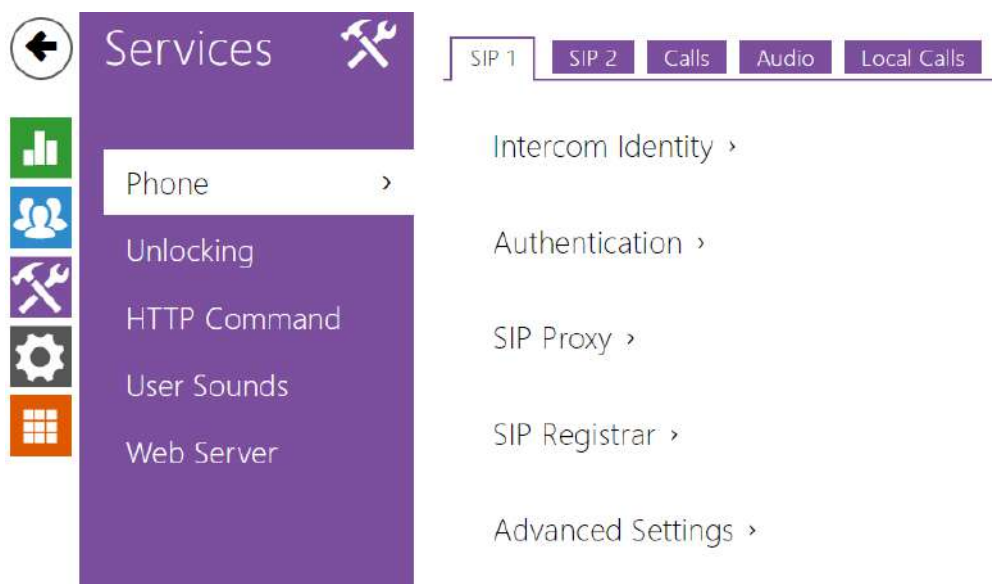 Services
Phone
Unlocking
HTTP Command
User Sounds
Web Server
SIP 1 SIP 2 Calls Audio Local Calls
Intercom Identity
Authentication
SIP Proxy
SIP Registrar
Advanced Settings